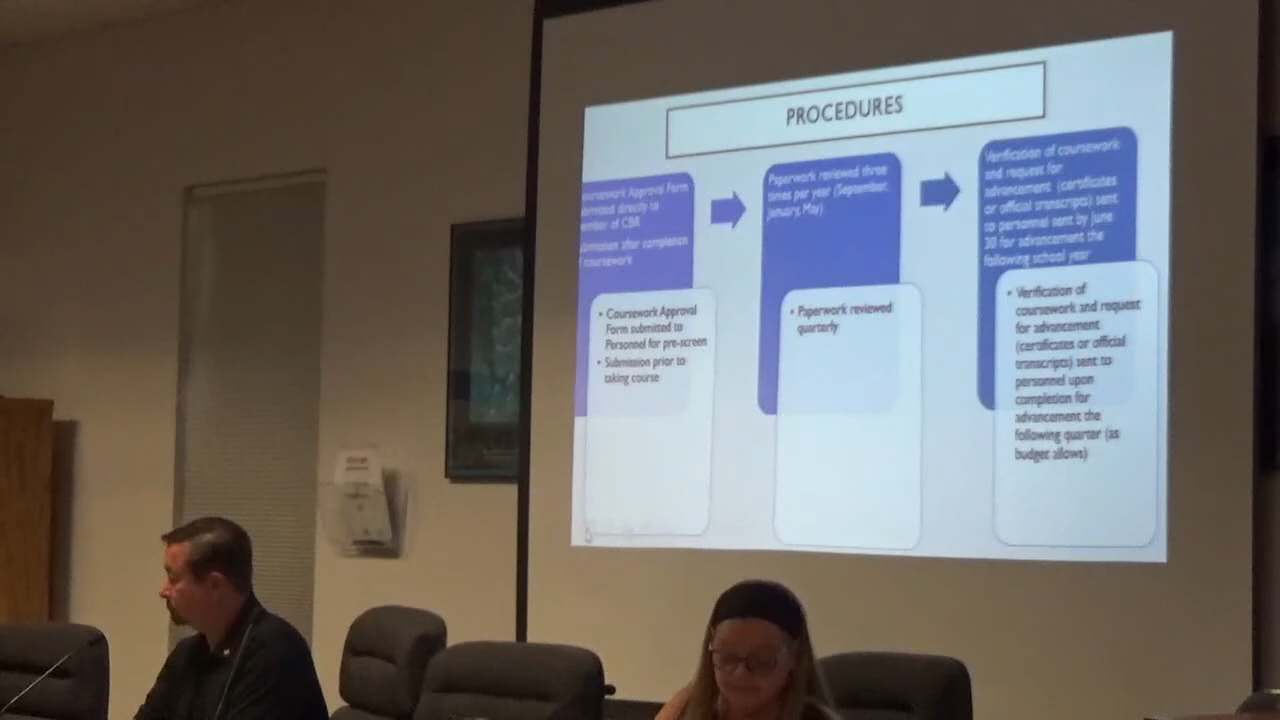 PROCEDURES
Coursework Approval Form
directly to
member of CBA
Submission after completion
of coursework
Paperwork reviewed three
times per year (September,
January, May)
Verification of coursework
and request for
advancement (certificates
or official transcripts) sent
to personnel sent by June
30 for advancement the
following school year
• Coursework Approval
Form submitted to
Personnel for pre-screen
• Submission prior to
taking course
• Paperwork reviewed
quarterly
• Verification of
coursework and request
for advancement
(certificates or official
transcripts) sent to
personnel upon
completion for
advancement the
following quarter (as
budget allows)